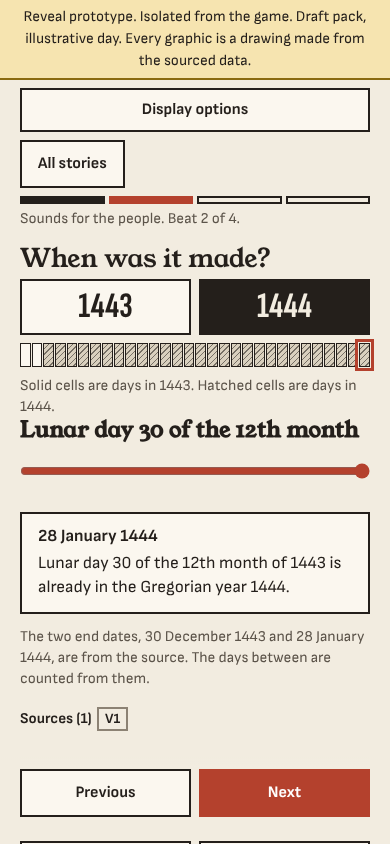 Reveal prototype. Isolated from the game. Draft pack,
illustrative day. Every graphic is a drawing made from
the sourced data.
Display options
All stories
Sounds for the people. Beat 2 of 4.
When was it made?
1443
1444
Solid cells are days in 1443. Hatched cells are days in
1444.
Lunar day 30 of the 12th month
28 January 1444
Lunar day 30 of the 12th month of 1443 is
already in the Gregorian year 1444.
The two end dates, 30 December 1443 and 28 January
1444, are from the source. The days between are
counted from them.
Sources (1) V1
Previous
Next